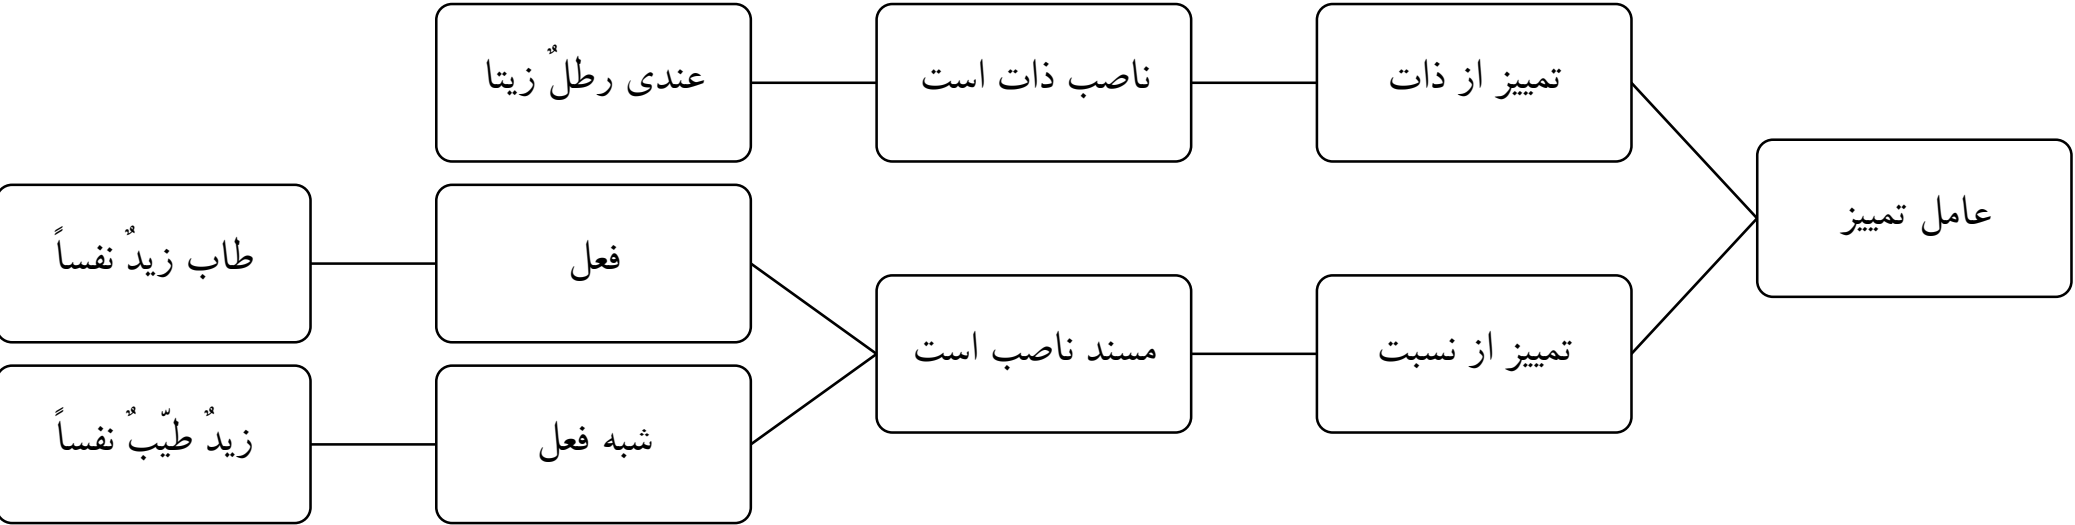 عامل تمییز
تمییز از ذات
ناصب ذات است
عندی رطلٌ زیتا
تمییز از نسبت
مسند ناصب است
فعل
طاب زیدٌ نفساً
شبه فعل
زیدٌ طیّبٌ نفساً